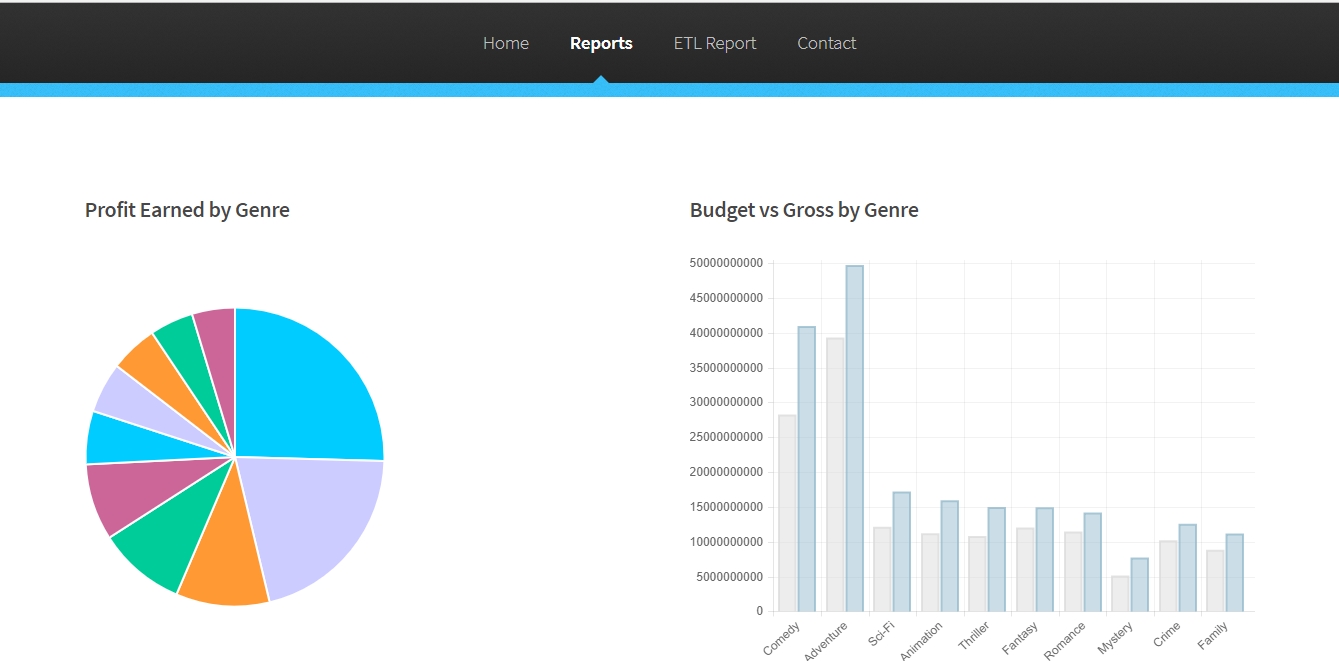 Home Reports ETL Report Contact
Profit Earned by Genre
Budget vs Gross by Genre
50000000000
45000000000
40000000000
35000000000
30000000000
25000000000
20000000000
15000000000
10000000000
5000000000
0
Comedy Adventure Sci-Fi Animation Thriller Fantasy Romance Mystery Crime Family